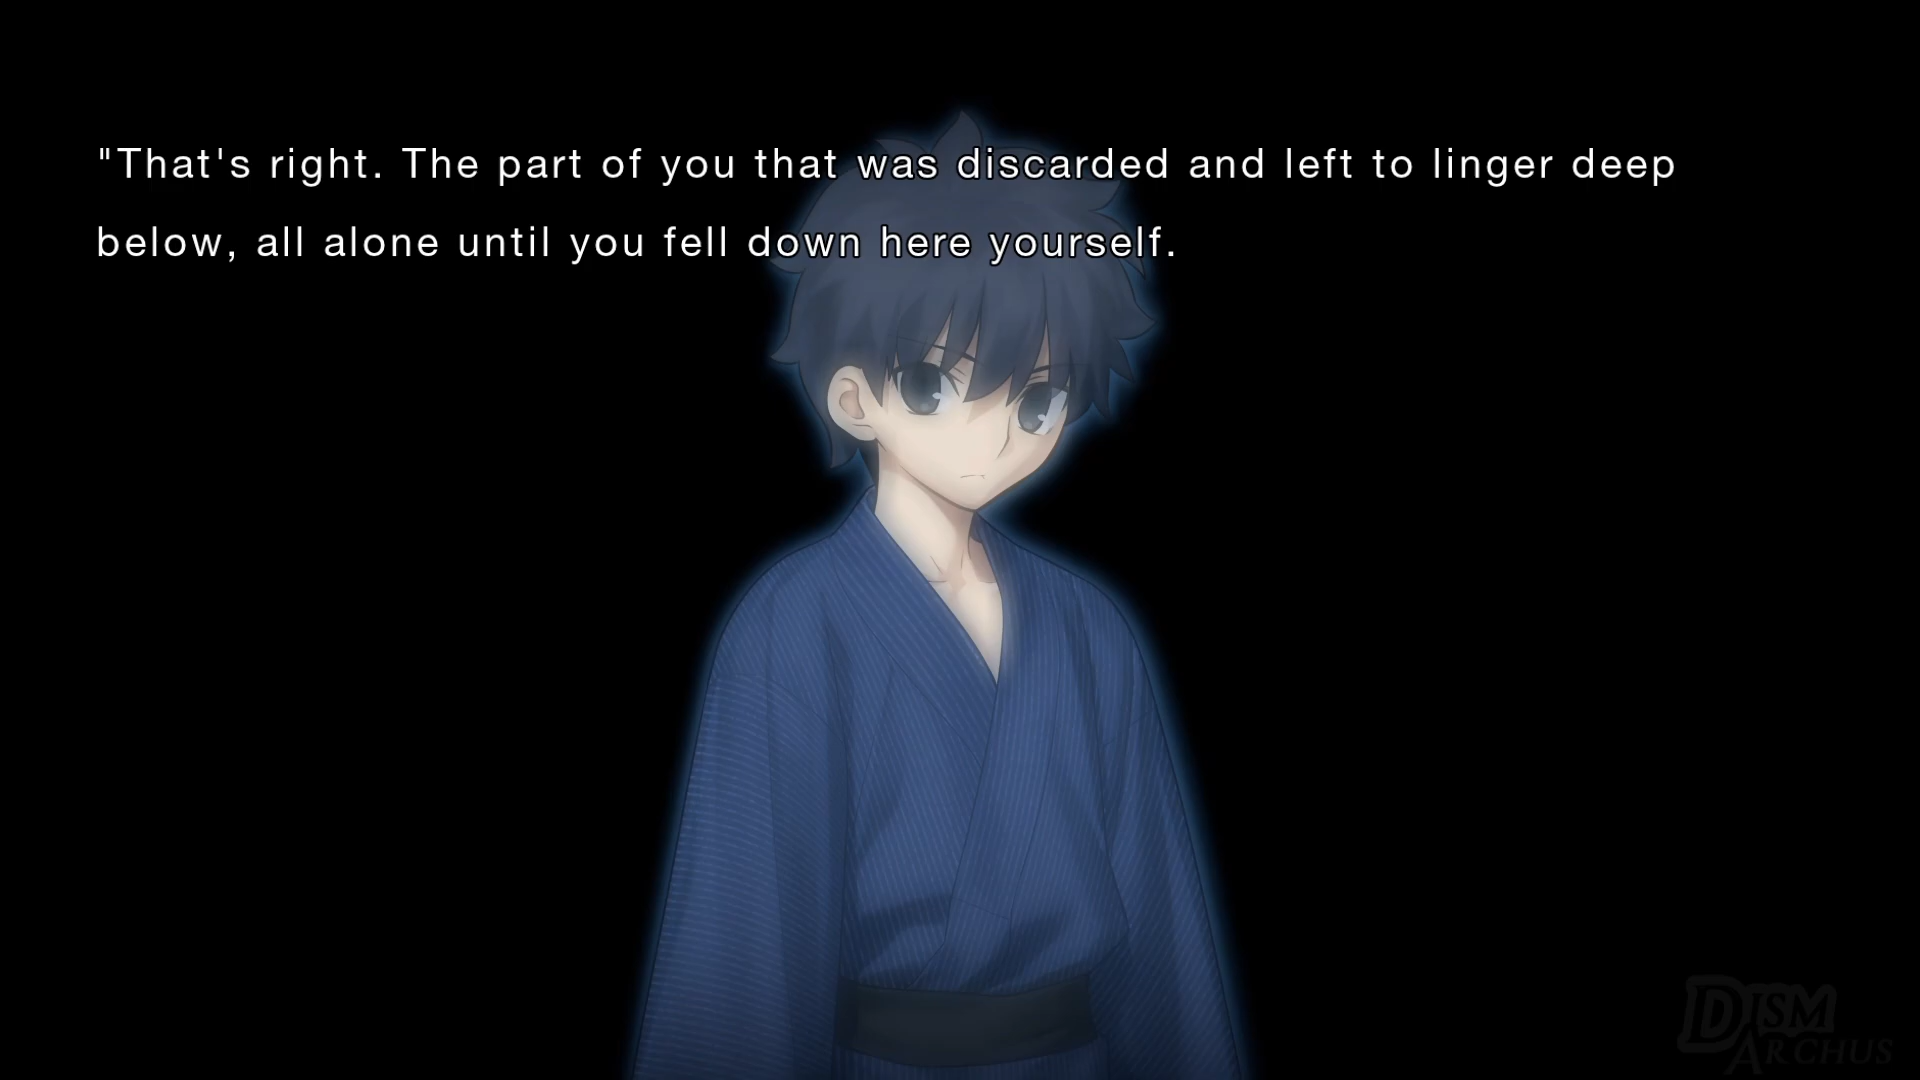 "That's right. The part of you that was discarded and left to linger deep
below, all alone until you fell down here yourself.
DISM
ARCHUS